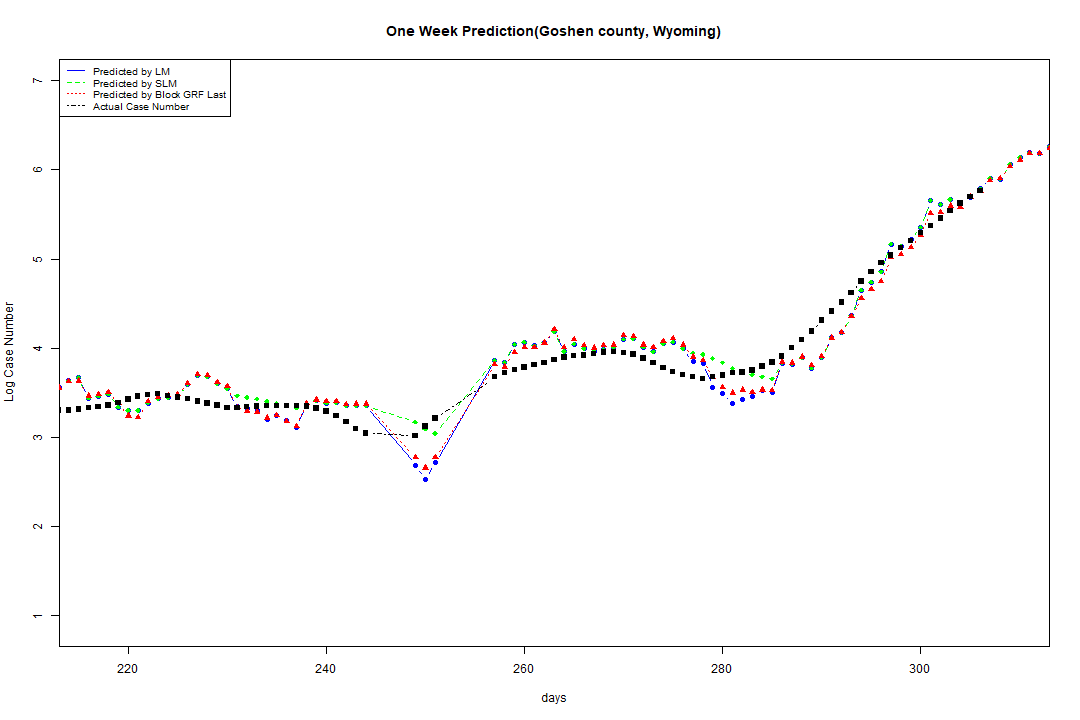 One Week Prediction(Goshen county, Wyoming)
Predicted by LM
Predicted by SLM
Predicted by Block GRF Last
Actual Case Number
7
6
5
4
3
2
1
Log Case Number
220 240 260 280 300
days